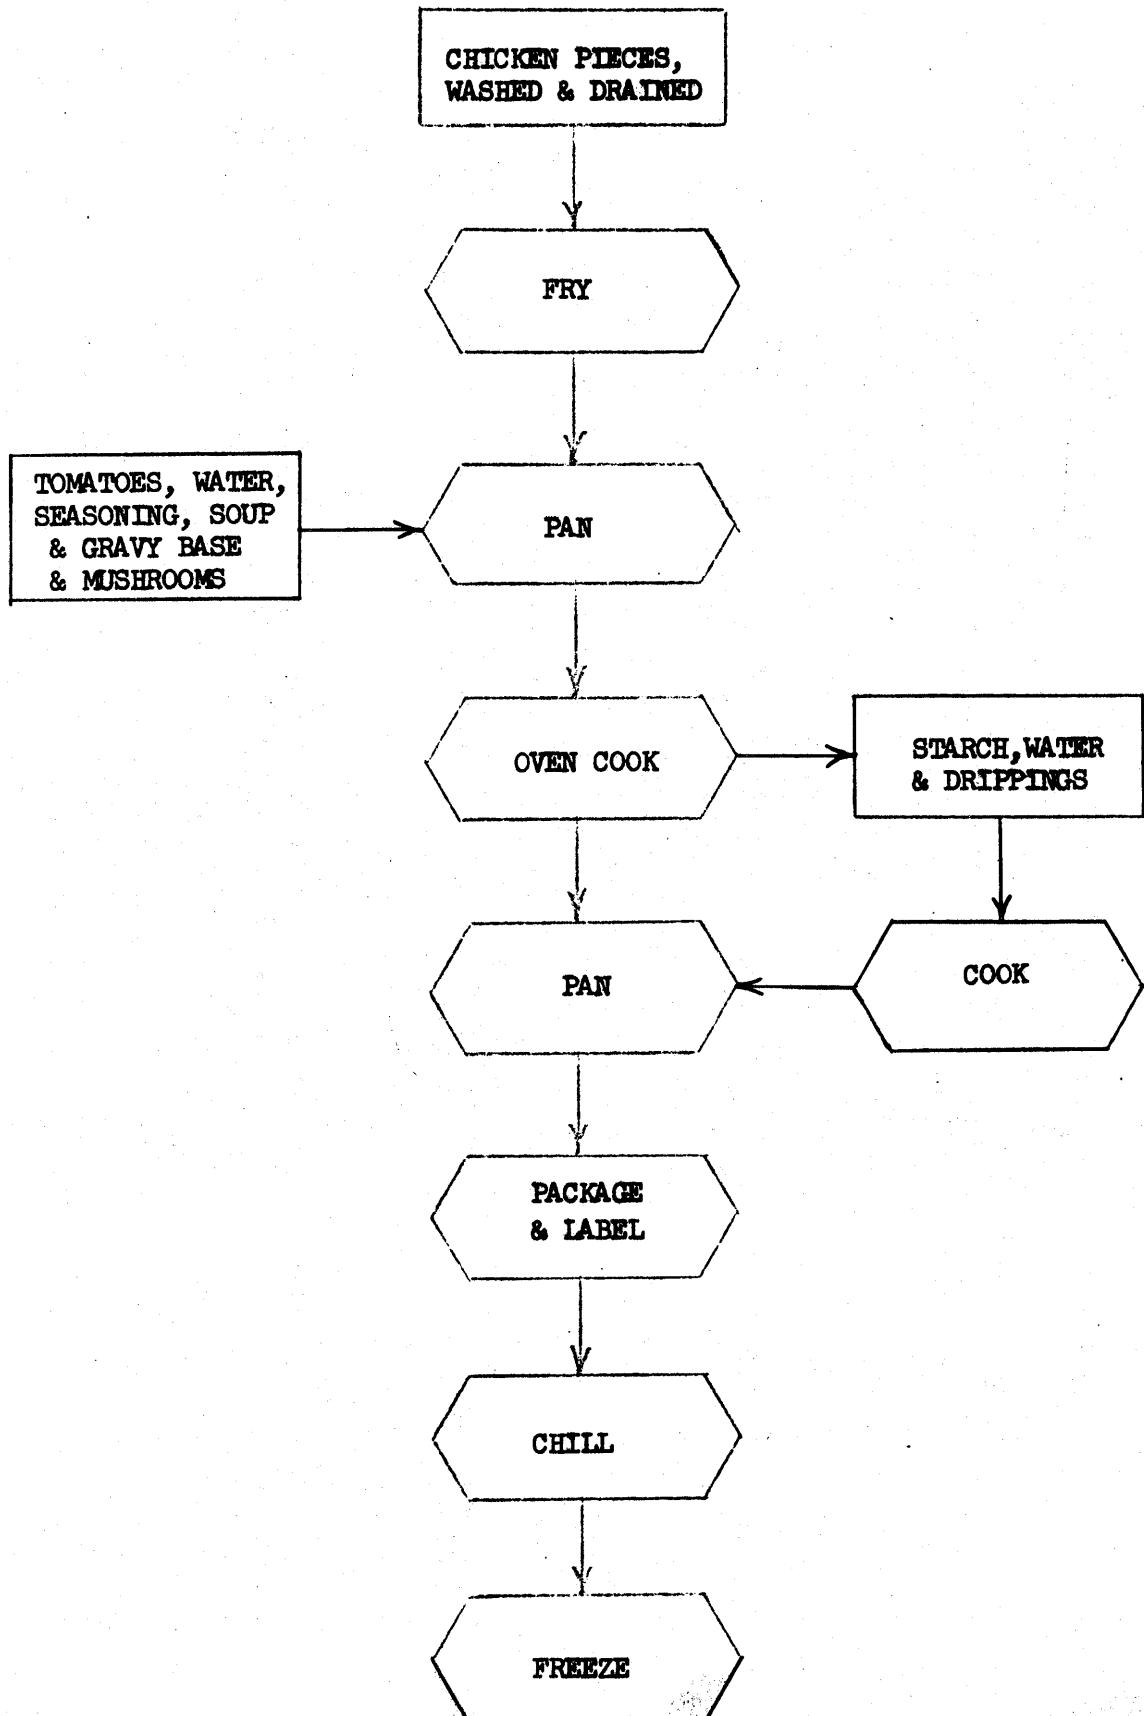 CHICKEN PIECES,
WASHED & DRAINED
FRY
TOMATOES, WATER,
SEASONING, SOUP
& GRAVY BASE
& MUSHROOMS
PAN
OVEN COOK
STARCH, WATER
& DRIPPINGS
COOK
PAN
PACKAGE
& LABEL
CHILL
FREEZE